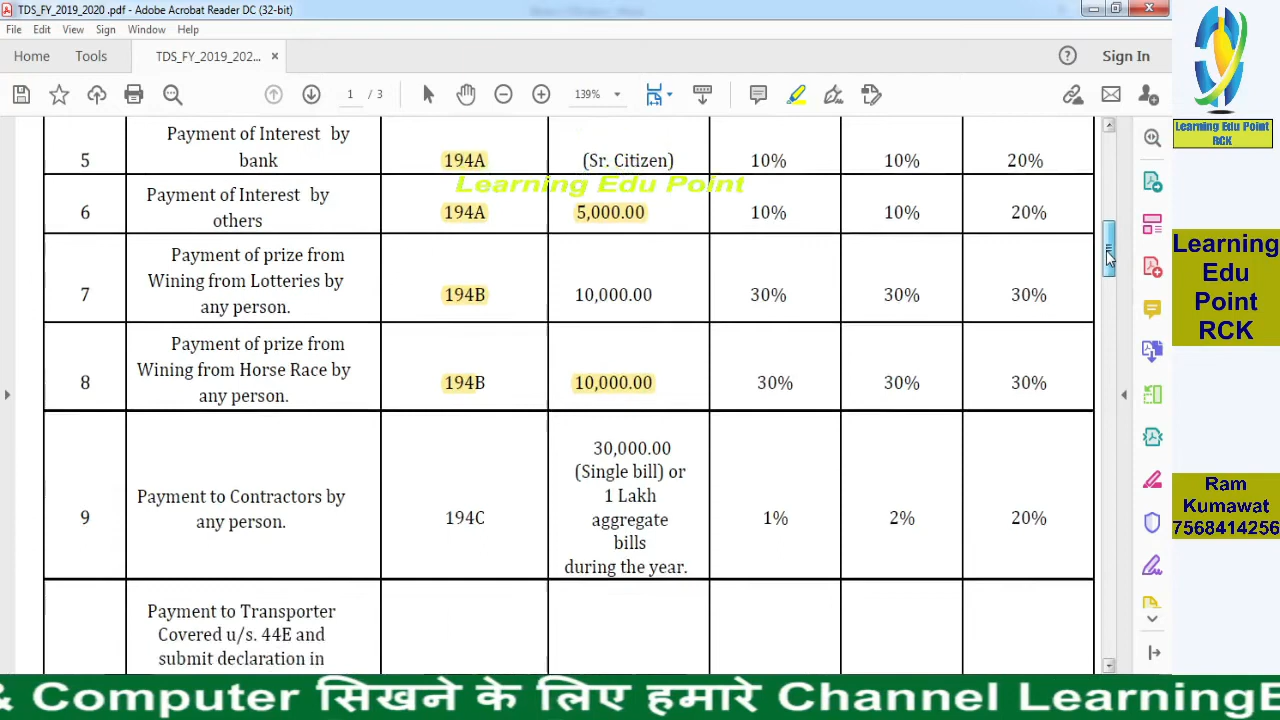 TDS_FY_2019_2020 .pdf - Adobe Acrobat Reader DC (32-bit)
File Edit View Sign Window Help
Home Tools TDS_FY_2019_202... × Sign In
1 / 3 139%
Learning Edu Point
RCK
5 Payment of Interest by
bank 194A (Sr. Citizen) 10% 10% 20%
Learning Edu Point
6 Payment of Interest by
others 194A 5,000.00 10% 10% 20%
7 Payment of prize from
Wining from Lotteries by
any person. 194B 10,000.00 30% 30% 30%
8 Payment of prize from
Wining from Horse Race by
any person. 194B 10,000.00 30% 30% 30%
9 Payment to Contractors by
any person. 194C 30,000.00
(Single bill) or
1 Lakh
aggregate
bills
during the year. 1% 2% 20%
Payment to Transporter
Covered u/s. 44E and
submit declaration in
Learning
Edu
Point
RCK
Ram
Kumawat
7568414256
& Computer सिखने के लिए हमारे Channel LearningE